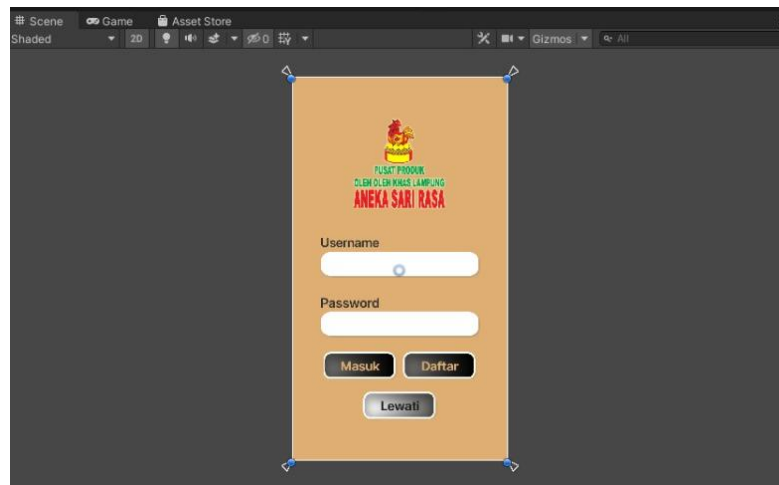 # Scene Game Asset Store
Shaded 2D 0 Gizmos All
PUSAT PRODUK
OLEH OLEH KHAS LAMPUNG
ANEKA SARI RASA
Username
Password
Masuk Daftar
Lewati